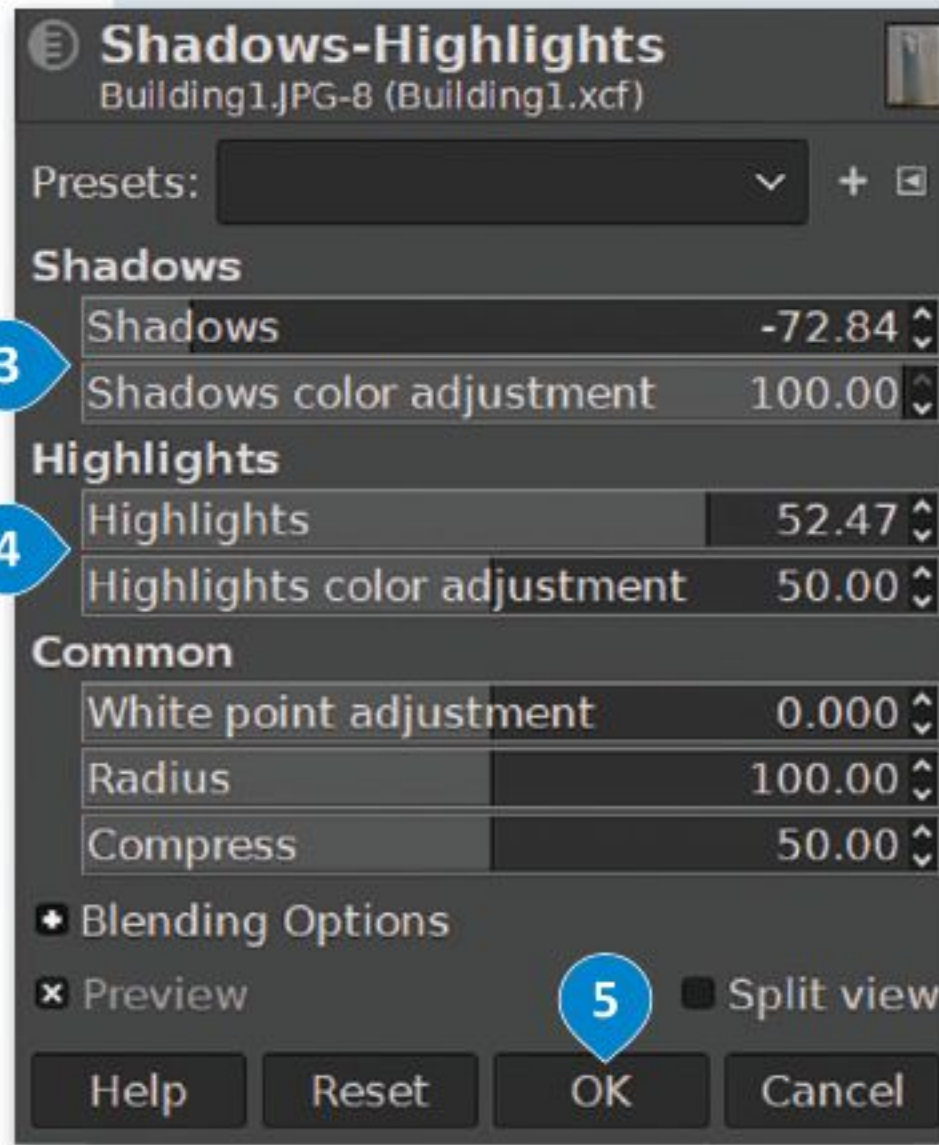 Shadows-Highlights
Building1.JPG-8 (Building1.xcf)
Presets:
Shadows
3
Shadows -72.84
Shadows color adjustment 100.00
Highlights
4
Highlights 52.47
Highlights color adjustment 50.00
Common
White point adjustment 0.000
Radius 100.00
Compress 50.00
Blending Options
Preview
5
Split view
Help Reset OK Cancel